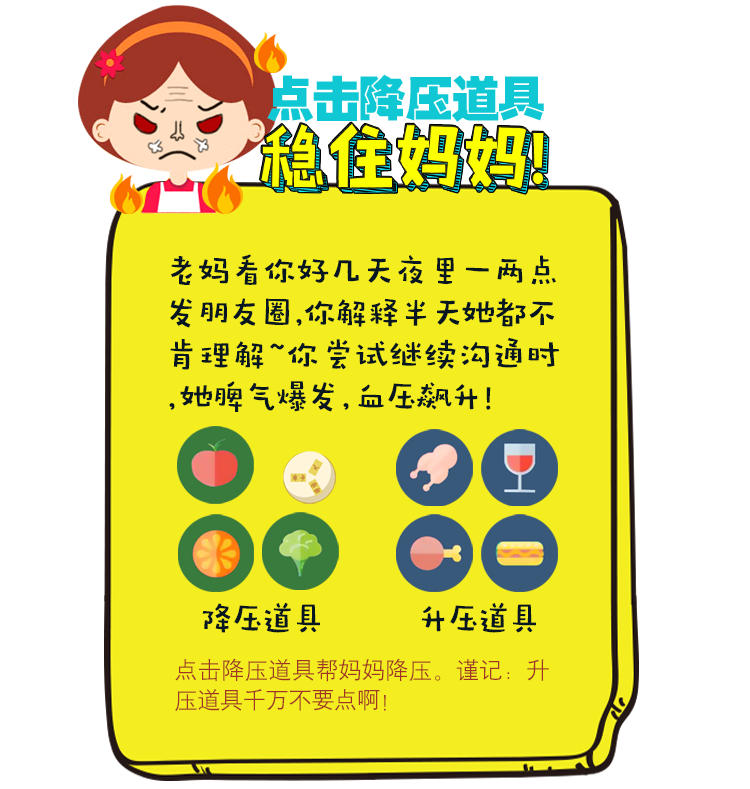 点击降压道具
稳住妈妈!
老妈看你好几天夜里一两点
发朋友圈,你解释半天她都不
肯理解~你尝试继续沟通时
,她脾气爆发,血压飙升!
降压道具
升压道具
点击降压道具帮妈妈降压。谨记：升
压道具千万不要点啊!